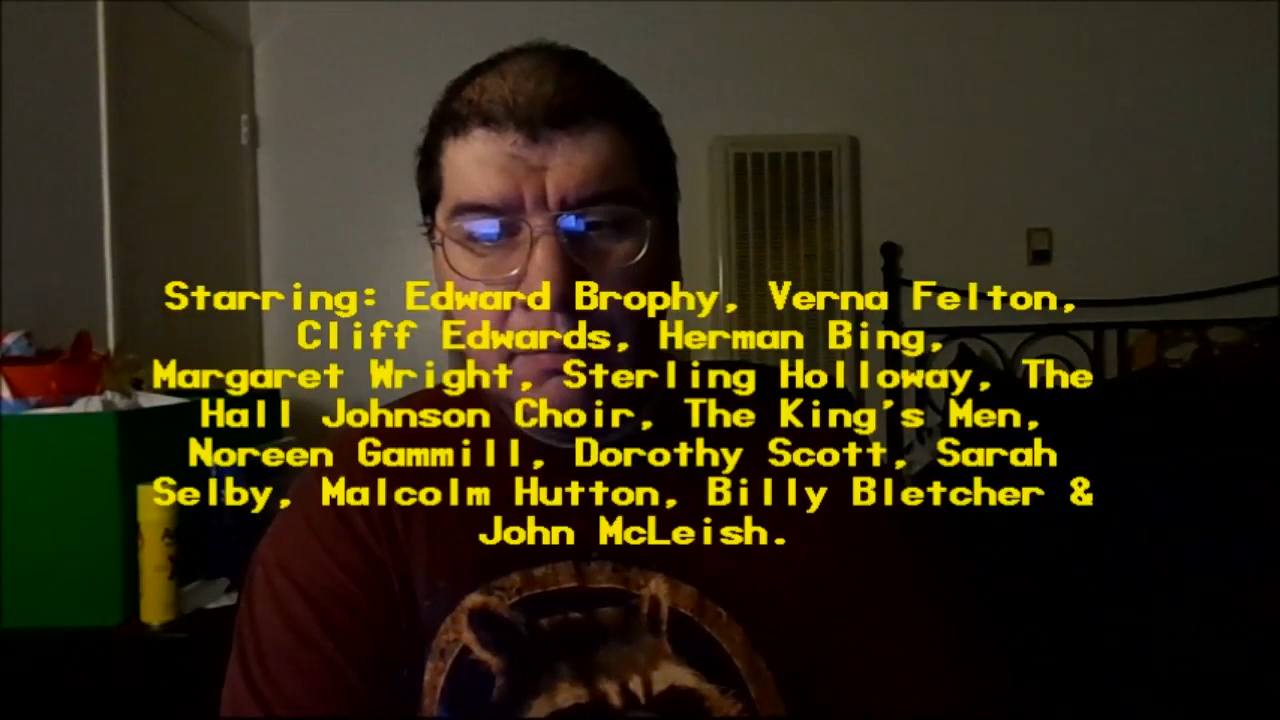 Starring: Edward Brophy, Verna Felton,
Cliff Edwards, Herman Bing,
Margaret Wright, Sterling Holloway, The
Hall Johnson Choir, The King's Men,
Noreen Gammill, Dorothy Scott, Sarah
Selby, Malcolm Hutton, Billy Bletcher &
John McLeish.